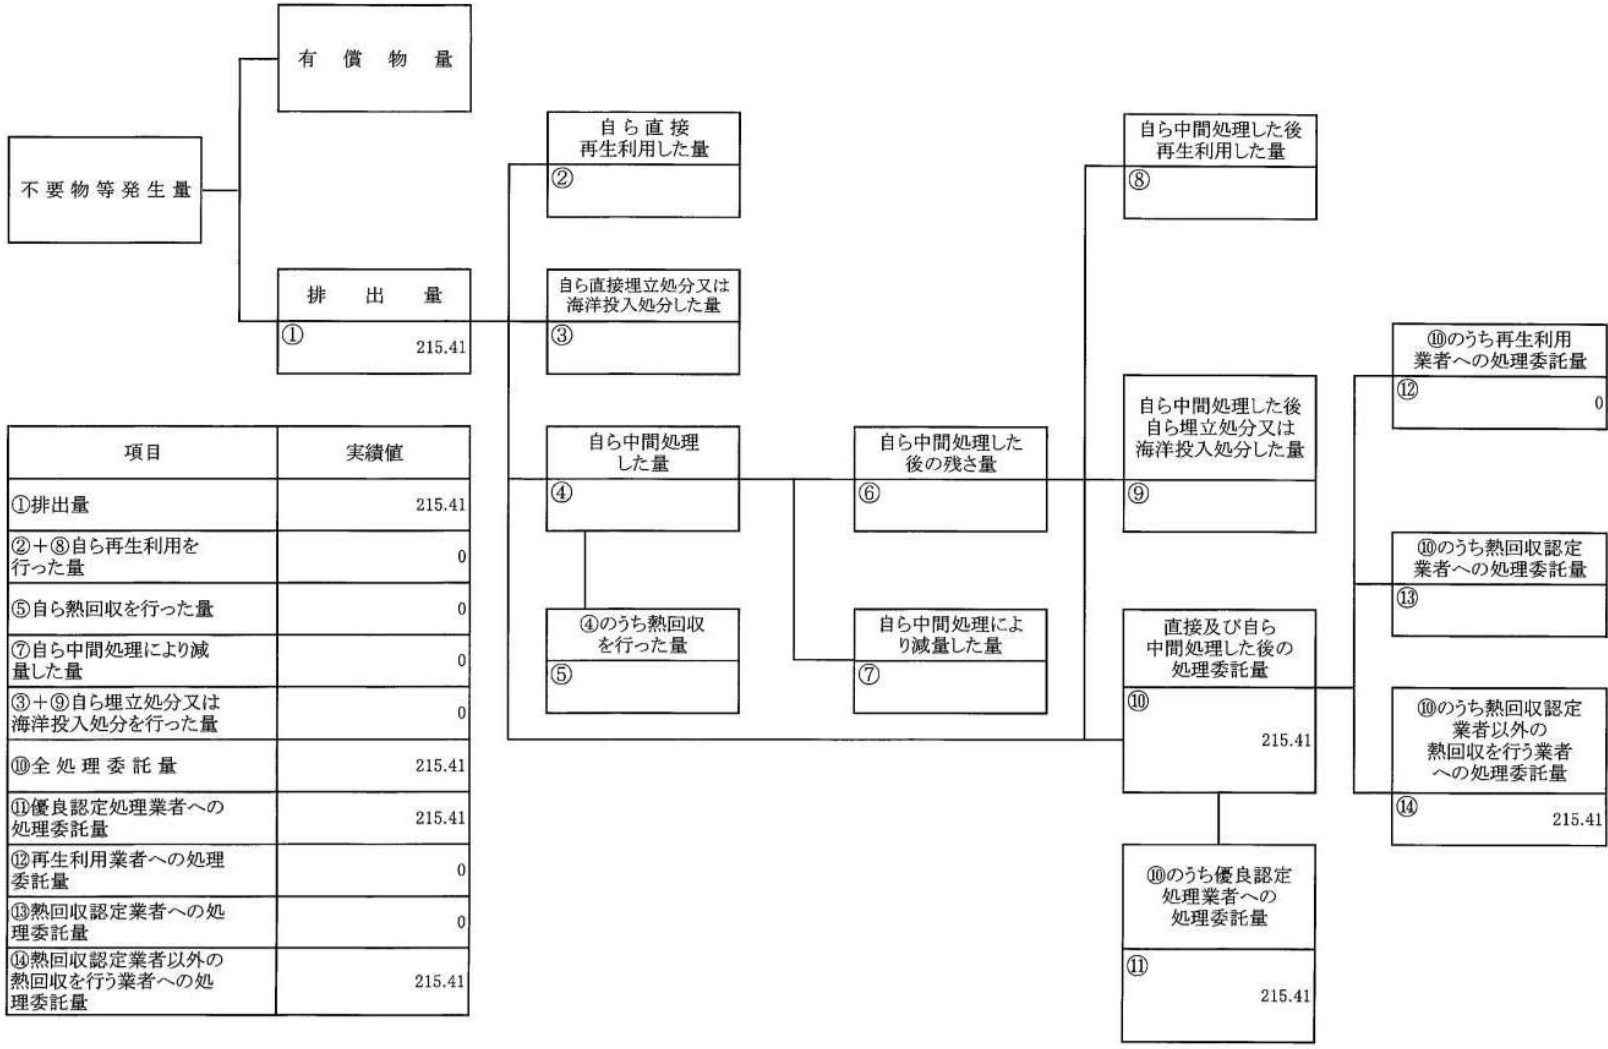 有償物量
不要物等発生量
排出量
①
215.41
自ら直接
再生利用した量
②
自ら直接埋立処分又は
海洋投入処分した量
③
自ら中間処理
した量
④
④のうち熱回収
を行った量
⑤
自ら中間処理した
後の残さ量
⑥
自ら中間処理によ
り減量した量
⑦
自ら中間処理した後
再生利用した量
⑧
自ら中間処理した後
自ら埋立処分又は
海洋投入処分した量
⑨
直接及び自ら
中間処理した後の
処理委託量
⑩
215.41
⑩のうち優良認定
処理業者への
処理委託量
⑪
215.41
⑩のうち再生利用
業者への処理委託量
⑫
0
⑩のうち熱回収認定
業者への処理委託量
⑬
⑩のうち熱回収認定
業者以外の
熱回収を行う業者
への処理委託量
⑭
215.41
項目 実績値
①排出量 215.41
②＋⑧自ら再生利用を
行った量 0
⑤自ら熱回収を行った量 0
⑦自ら中間処理により減
量した量 0
③＋⑨自ら埋立処分又は
海洋投入処分を行った量 0
⑩全処理委託量 215.41
⑪優良認定処理業者への
処理委託量 215.41
⑫再生利用業者への処理
委託量 0
⑬熱回収認定業者への処
理委託量 0
⑭熱回収認定業者以外の
熱回収を行う業者への処
理委託量 215.41